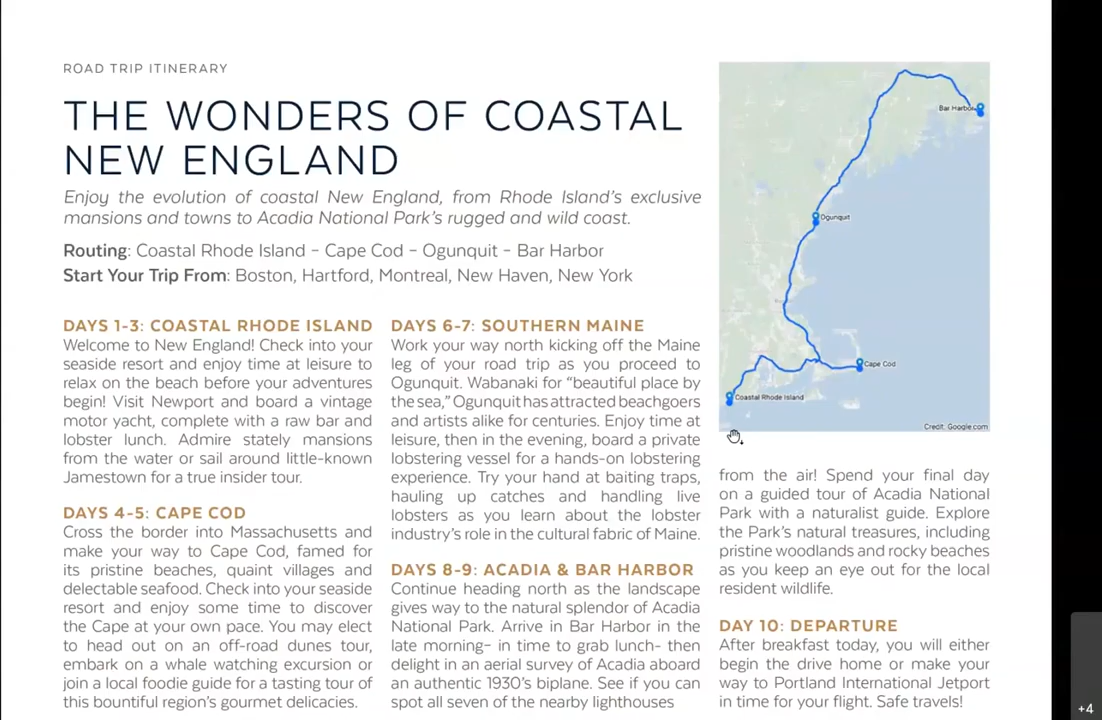 ROAD TRIP ITINERARY
THE WONDERS OF COASTAL
NEW ENGLAND
Enjoy the evolution of coastal New England, from Rhode Island's exclusive
mansions and towns to Acadia National Park's rugged and wild coast.
Routing: Coastal Rhode Island – Cape Cod – Ogunquit – Bar Harbor
Start Your Trip From: Boston, Hartford, Montreal, New Haven, New York
DAYS 1-3: COASTAL RHODE ISLAND
Welcome to New England! Check into your
seaside resort and enjoy time at leisure to
relax on the beach before your adventures
begin! Visit Newport and board a vintage
motor yacht, complete with a raw bar and
lobster lunch. Admire stately mansions
from the water or sail around little-known
Jamestown for a true insider tour.
DAYS 4-5: CAPE COD
Cross the border into Massachusetts and
make your way to Cape Cod, famed for
its pristine beaches, quaint villages and
delectable seafood. Check into your seaside
resort and enjoy some time to discover
the Cape at your own pace. You may elect
to head out on an off-road dunes tour,
embark on a whale watching excursion or
join a local foodie guide for a tasting tour of
this bountiful region's gourmet delicacies.
DAYS 6-7: SOUTHERN MAINE
Work your way north kicking off the Maine
leg of your road trip as you proceed to
Ogunquit. Wabanaki for "beautiful place by
the sea," Ogunquit has attracted beachgoers
and artists alike for centuries. Enjoy time at
leisure, then in the evening, board a private
lobstering vessel for a hands-on lobstering
experience. Try your hand at baiting traps,
hauling up catches and handling live
lobsters as you learn about the lobster
industry's role in the cultural fabric of Maine.
DAYS 8-9: ACADIA & BAR HARBOR
Continue heading north as the landscape
gives way to the natural splendor of Acadia
National Park. Arrive in Bar Harbor in the
late morning– in time to grab lunch– then
delight in an aerial survey of Acadia aboard
an authentic 1930's biplane. See if you can
spot all seven of the nearby lighthouses
Bar Harbor
Ogunquit
Cape Cod
Coastal Rhode Island
Credit: Google.com
from the air! Spend your final day
on a guided tour of Acadia National
Park with a naturalist guide. Explore
the Park's natural treasures, including
pristine woodlands and rocky beaches
as you keep an eye out for the local
resident wildlife.
DAY 10: DEPARTURE
After breakfast today, you will either
begin the drive home or make your
way to Portland International Jetport
in time for your flight. Safe travels!
+4